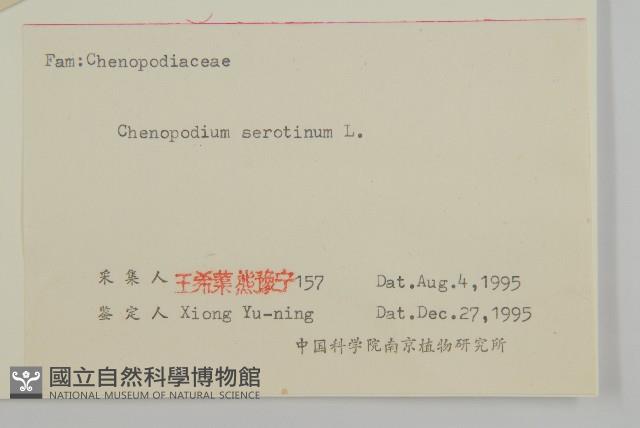 Fam:Chenopodiaceae
Chenopodium serotinum L.
采集人 王希蕖 熊豫宁 157 Dat.Aug.4,1995
鉴定人 Xiong Yu-ning Dat.Dec.27,1995
中国科学院南京植物研究所
國立自然科學博物館
NATIONAL MUSEUM OF NATURAL SCIENCE